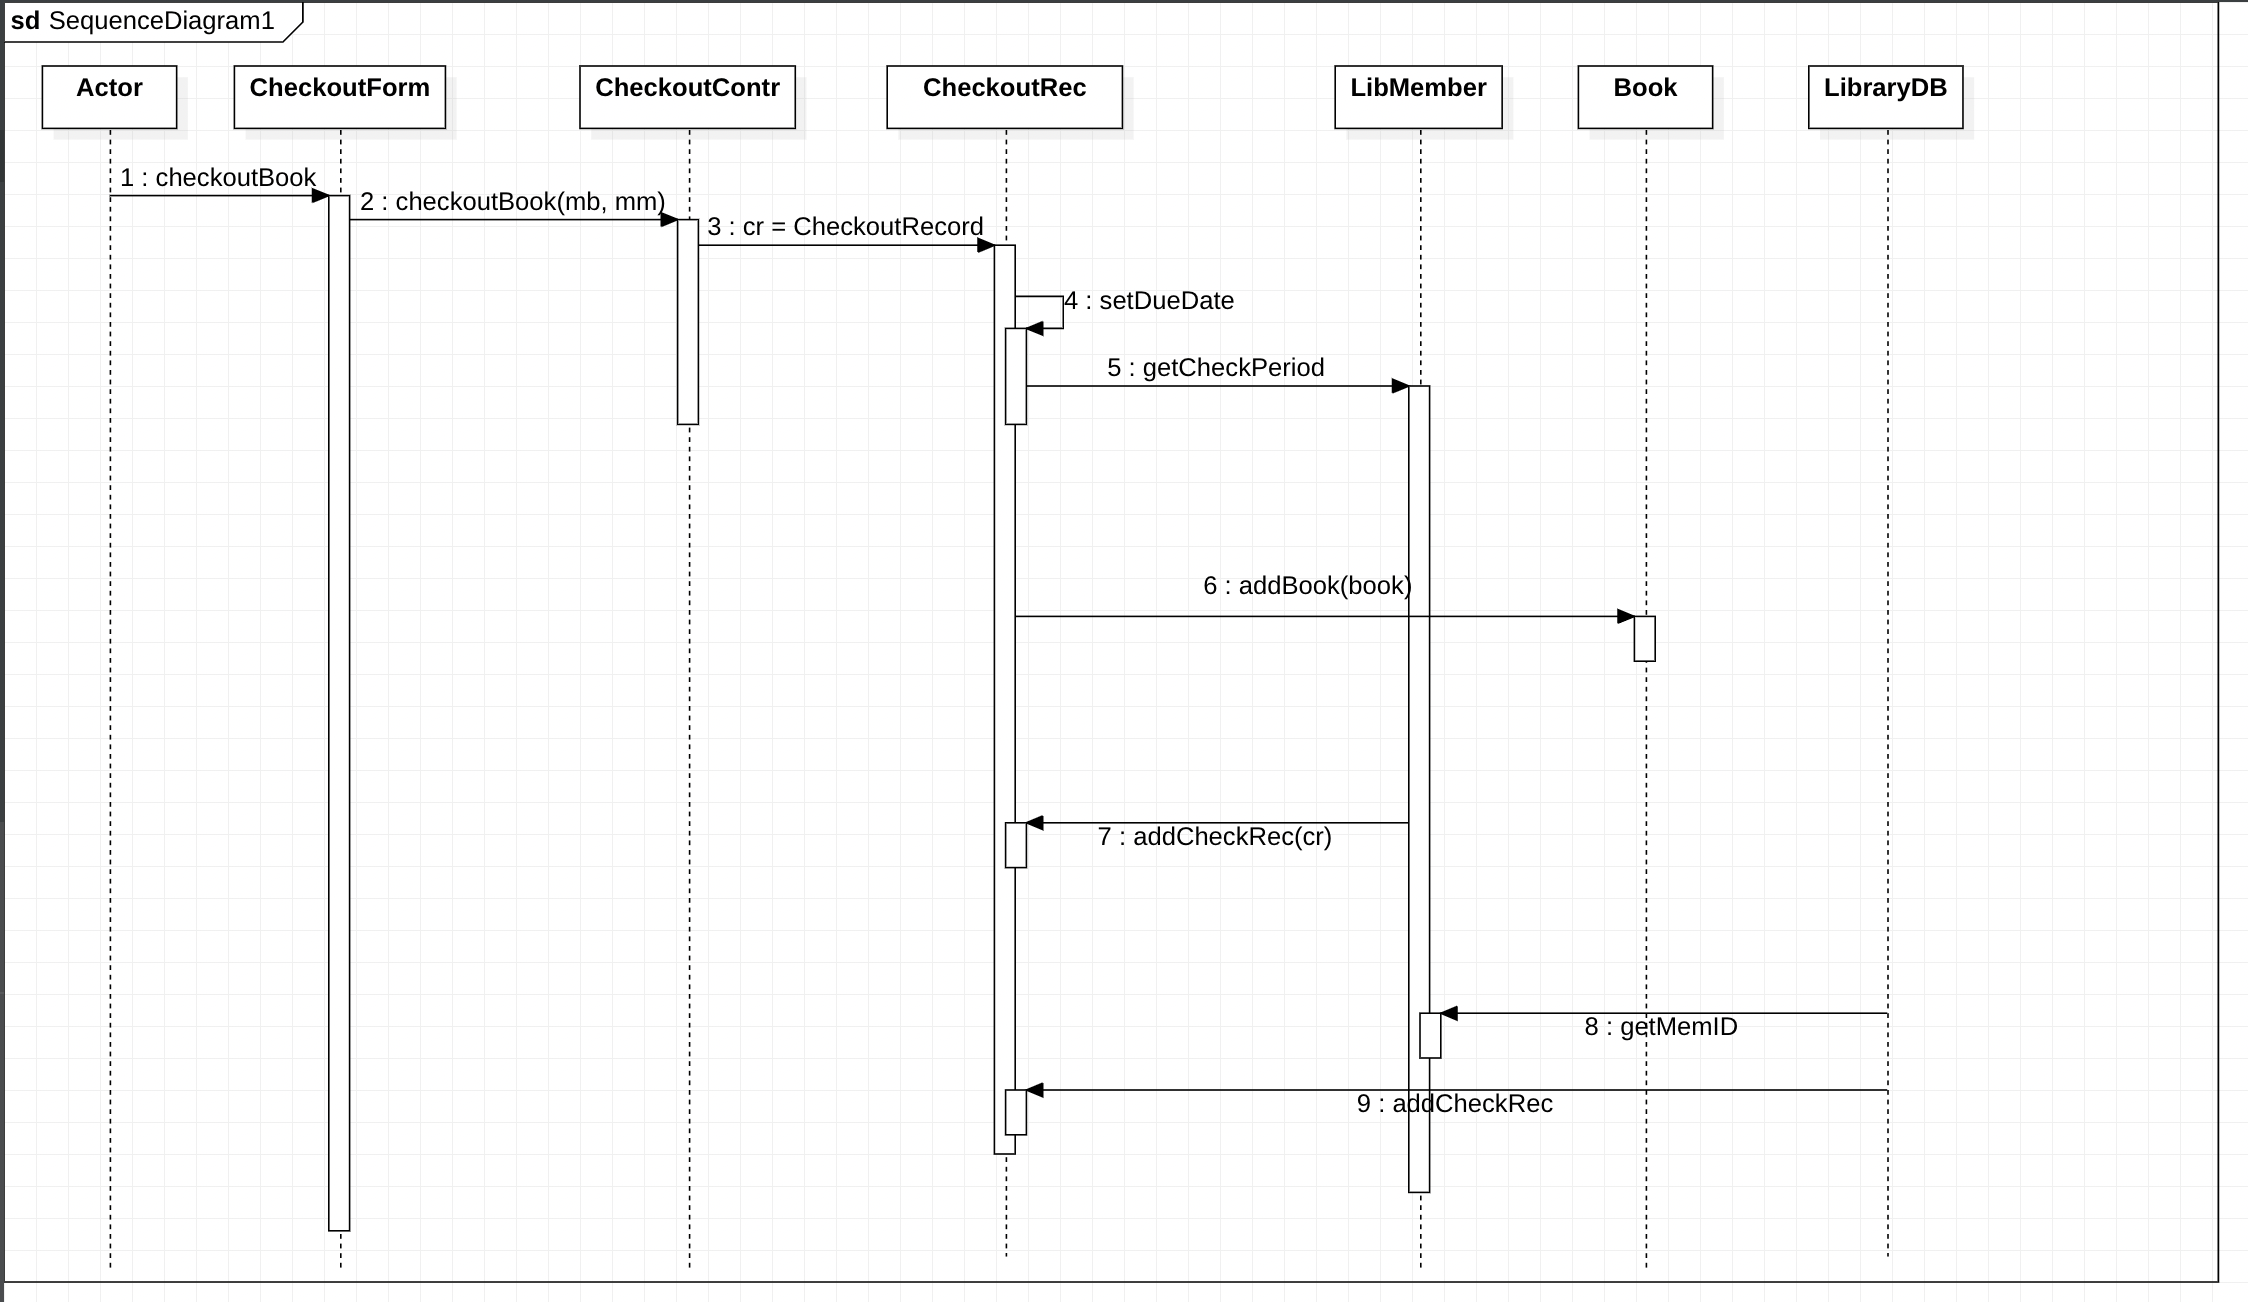 sd SequenceDiagram1
Actor
CheckoutForm
CheckoutContr
CheckoutRec
LibMember
Book
LibraryDB
1 : checkoutBook
2 : checkoutBook(mb, mm)
3 : cr = CheckoutRecord
4 : setDueDate
5 : getCheckPeriod
6 : addBook(book)
7 : addCheckRec(cr)
8 : getMemID
9 : addCheckRec